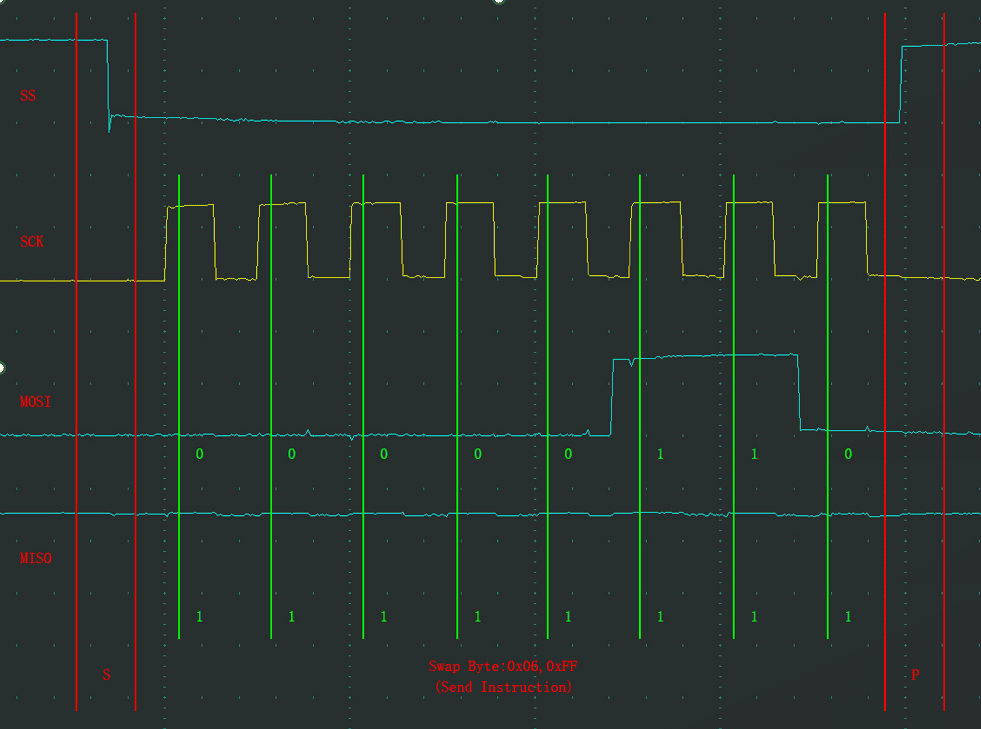 SS
SCK
MOSI
0 0 0 0 0 1 1 0
MISO
1 1 1 1 1 1 1 1
Swap Byte:0x06,0xFF
S
P
(Send Instruction)